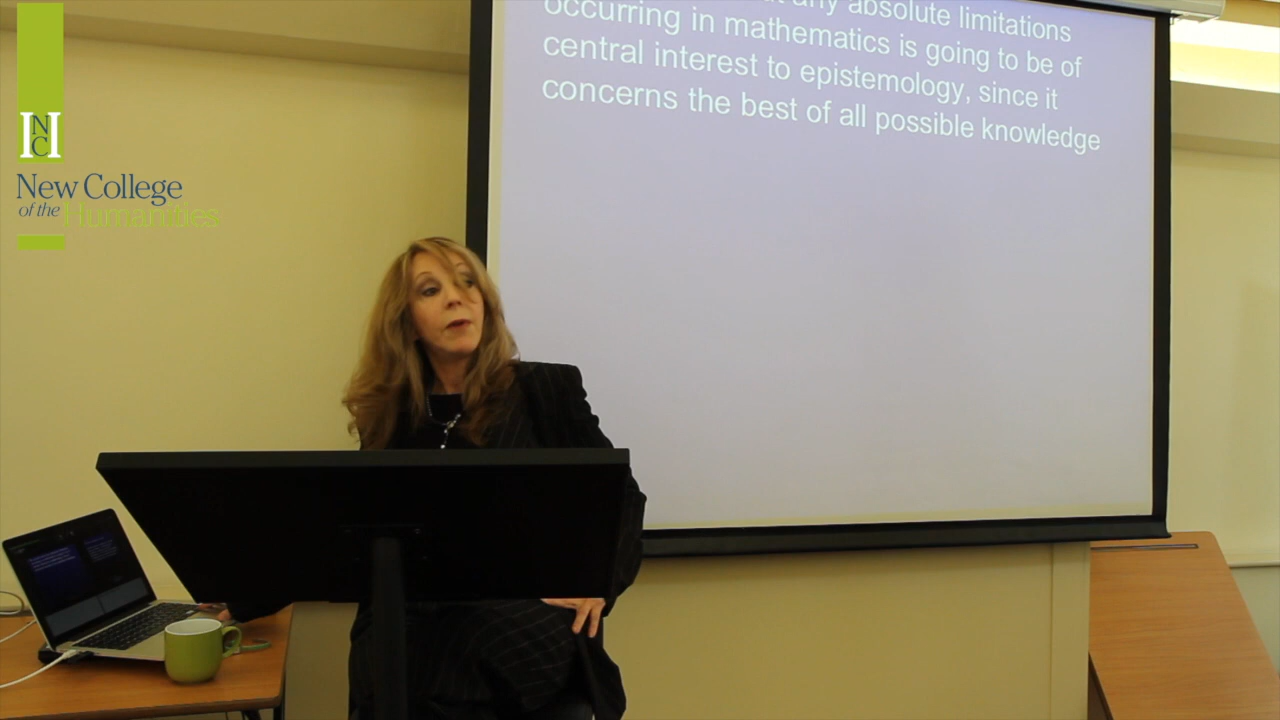 any absolute limitations
occurring in mathematics is going to be of
central interest to epistemology, since it
concerns the best of all possible knowledge
NCH
New College
of the Humanities